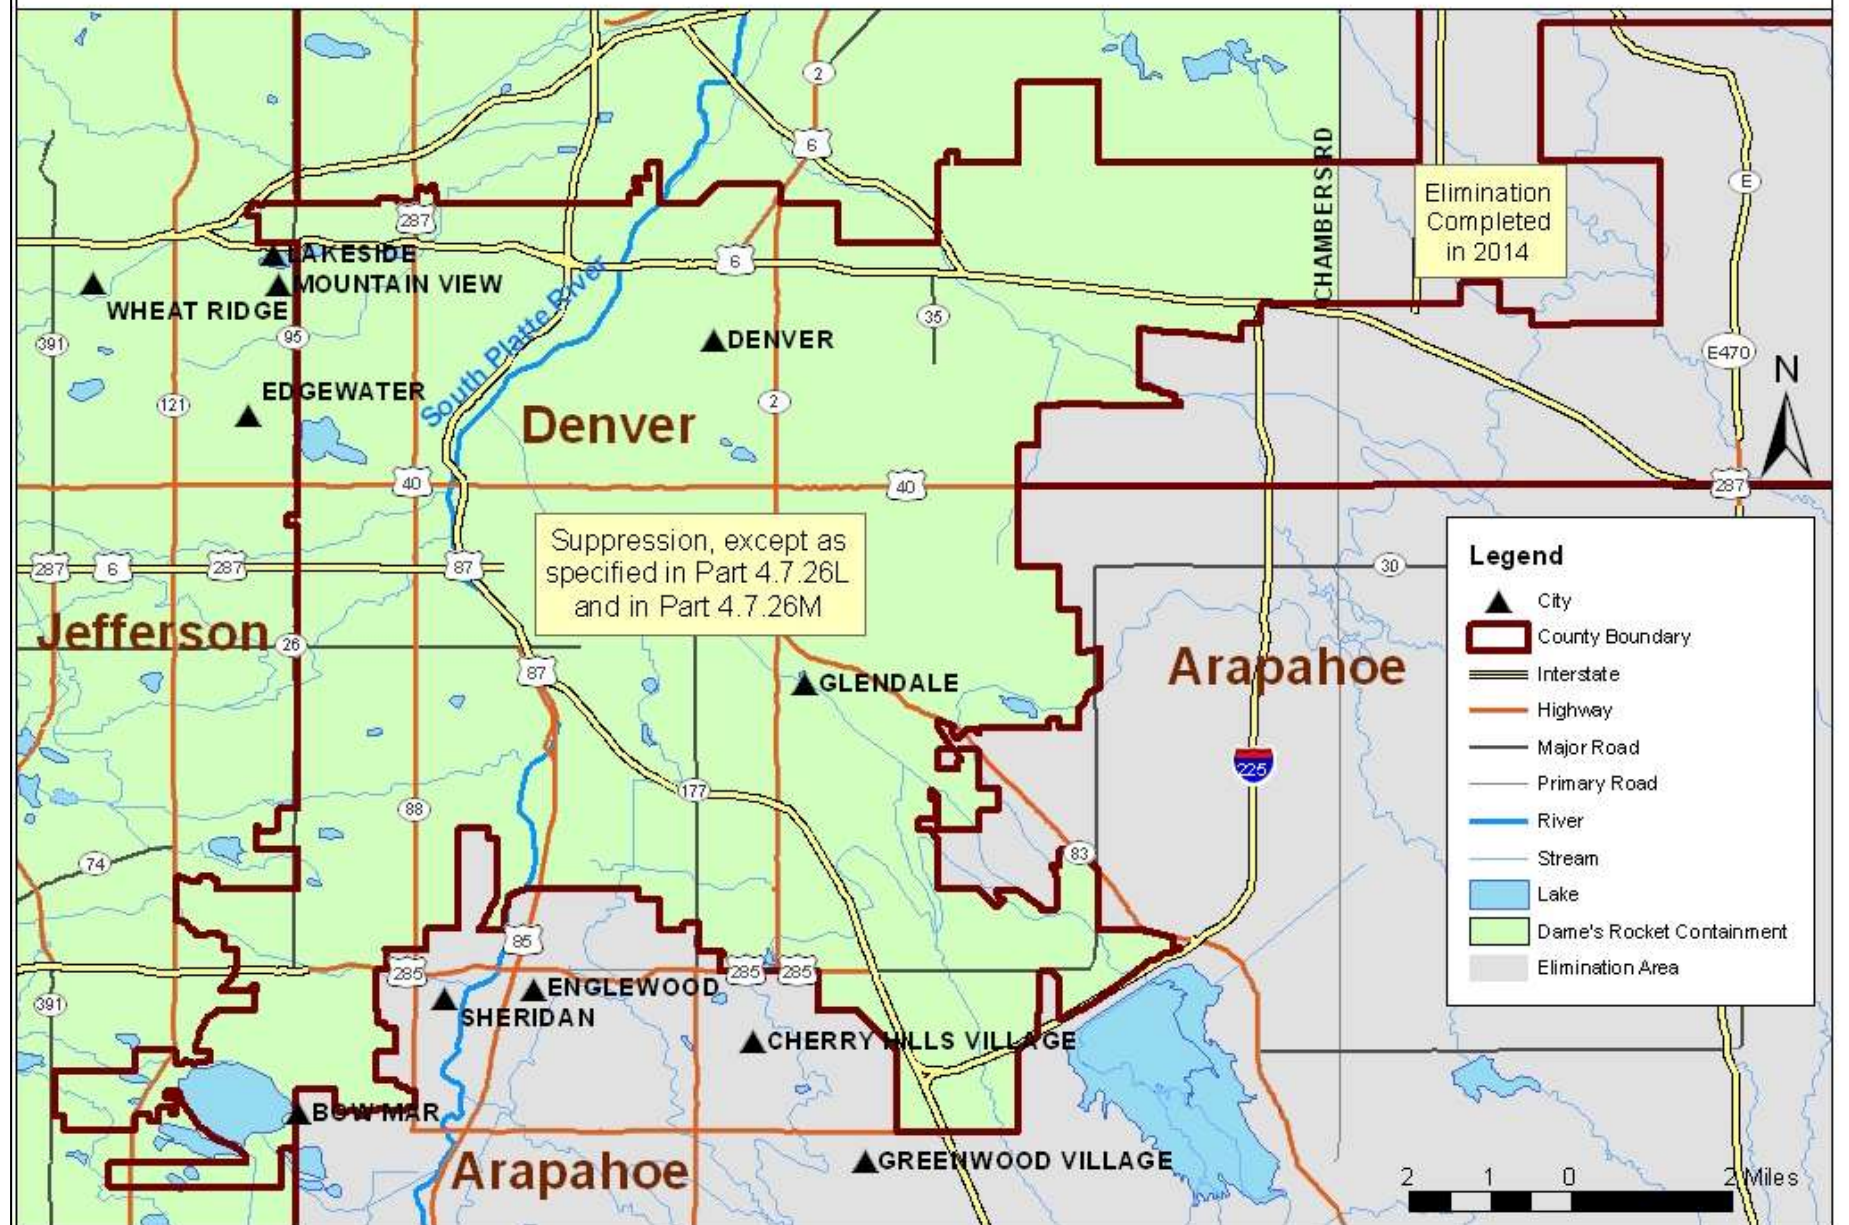 2
6
CHAMBERS RD
E
Elimination
Completed
in 2014
287
LAKESIDE
MOUNTAIN VIEW
WHEAT RIDGE
6
South Platte River
35
391
95
DENVER
E470
N
EDGEWATER
121
2
Denver
40
40
287
Suppression, except as
specified in Part 4.7.26L
and in Part 4.7.26M
287
6
287
87
30
Jefferson
26
87
GLENDALE
Arapahoe
225
177
88
74
83
85
285
285
285
391
ENGLEWOOD
SHERIDAN
CHERRY HILLS VILLAGE
BOW MAR
Arapahoe
GREENWOOD VILLAGE
Legend
City
County Boundary
Interstate
Highway
Major Road
Primary Road
River
Stream
Lake
Dame's Rocket Containment
Elimination Area
2 1 0 2 Miles